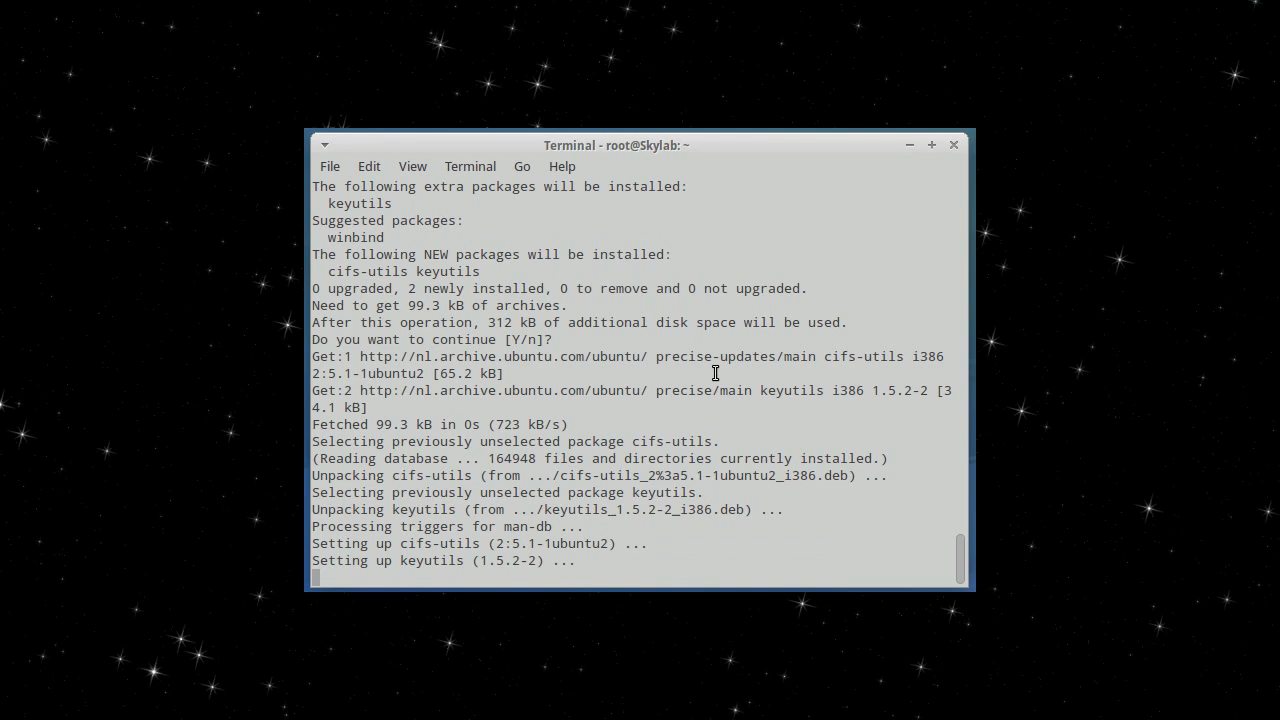 Terminal - root@Skylab: ~
File Edit View Terminal Go Help
The following extra packages will be installed:
  keyutils
Suggested packages:
  winbind
The following NEW packages will be installed:
  cifs-utils keyutils
0 upgraded, 2 newly installed, 0 to remove and 0 not upgraded.
Need to get 99.3 kB of archives.
After this operation, 312 kB of additional disk space will be used.
Do you want to continue [Y/n]?
Get:1 http://nl.archive.ubuntu.com/ubuntu/ precise-updates/main cifs-utils i386
2:5.1-1ubuntu2 [65.2 kB]
Get:2 http://nl.archive.ubuntu.com/ubuntu/ precise/main keyutils i386 1.5.2-2 [3
4.1 kB]
Fetched 99.3 kB in 0s (723 kB/s)
Selecting previously unselected package cifs-utils.
(Reading database ... 164948 files and directories currently installed.)
Unpacking cifs-utils (from .../cifs-utils_2%3a5.1-1ubuntu2_i386.deb) ...
Selecting previously unselected package keyutils.
Unpacking keyutils (from .../keyutils_1.5.2-2_i386.deb) ...
Processing triggers for man-db ...
Setting up cifs-utils (2:5.1-1ubuntu2) ...
Setting up keyutils (1.5.2-2) ...